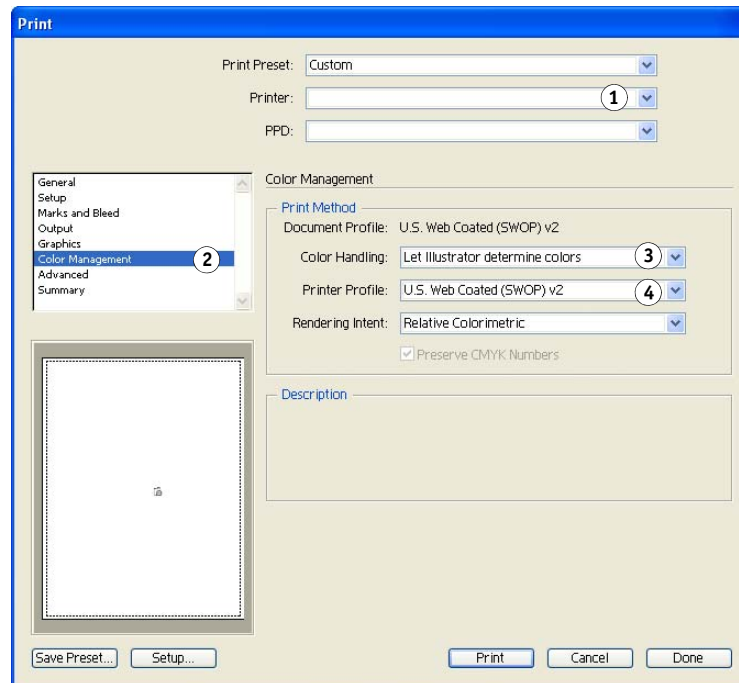 Print
Print Preset: Custom
Printer: 1
PPD:
General
Setup
Marks and Bleed
Output
Graphics
Color Management 2
Advanced
Summary
Color Management
Print Method
Document Profile: U.S. Web Coated (SWOP) v2
Color Handling: Let Illustrator determine colors 3
Printer Profile: U.S. Web Coated (SWOP) v2 4
Rendering Intent: Relative Colorimetric
Preserve CMYK Numbers
Description
Save Preset... Setup... Print Cancel Done